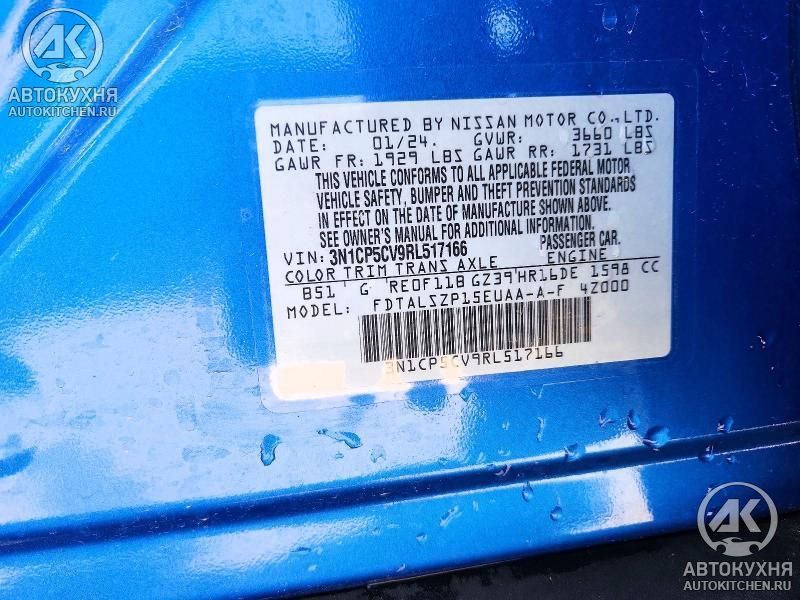 АК
АВТОКУХНЯ
AUTOKITCHEN.RU
MANUFACTURED BY NISSAN MOTOR CO.,LTD.
DATE: 01/24. GVWR: 3660 LBS
GAWR FR: 1929 LBS GAWR RR: 1731 LBS
THIS VEHICLE CONFORMS TO ALL APPLICABLE FEDERAL MOTOR
VEHICLE SAFETY, BUMPER AND THEFT PREVENTION STANDARDS
IN EFFECT ON THE DATE OF MANUFACTURE SHOWN ABOVE.
SEE OWNER'S MANUAL FOR ADDITIONAL INFORMATION.
VIN: 3N1CP5CV9RL517166 PASSENGER CAR.
COLOR TRIM TRANS AXLE ENGINE
B51 G RE0F11B GZ39 HR16DE 1598 CC
FDTALSZP15EUAA-A-F 4Z000
3N1CP5CV9RL517166
АК
АВТОКУХНЯ
AUTOKITCHEN.RU